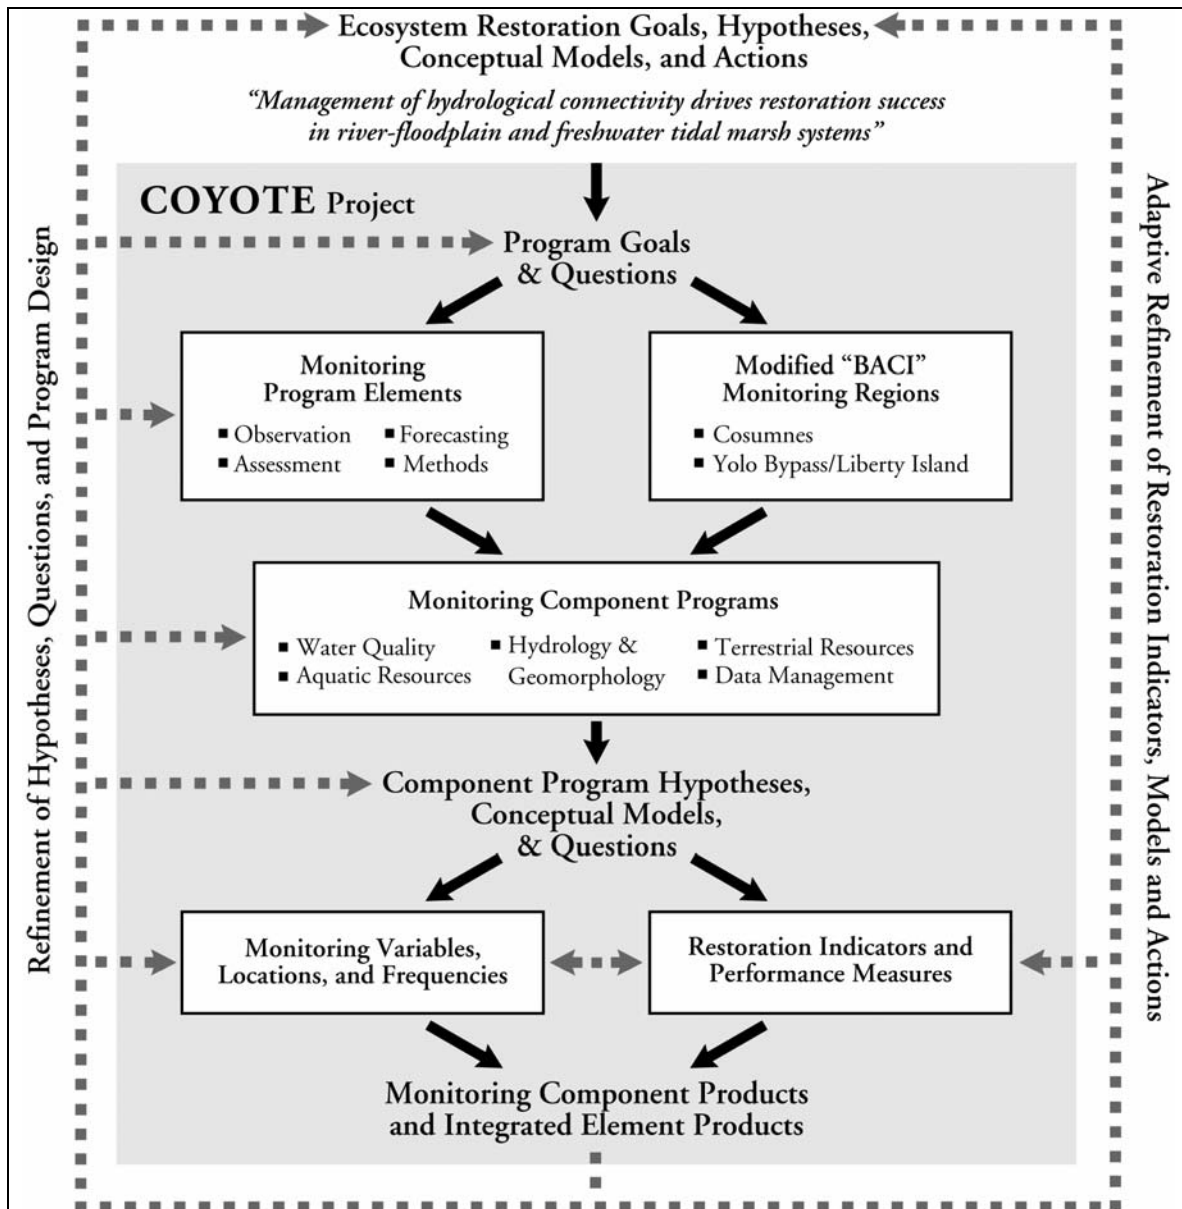 Ecosystem Restoration Goals, Hypotheses,
Conceptual Models, and Actions
“Management of hydrological connectivity drives restoration success
in river-floodplain and freshwater tidal marsh systems”
COYOTE Project
Program Goals
& Questions
Monitoring
Program Elements
Observation
Forecasting
Assessment
Methods
Modified “BACI”
Monitoring Regions
Cosumnes
Yolo Bypass/Liberty Island
Monitoring Component Programs
Water Quality
Aquatic Resources
Hydrology &
Geomorphology
Terrestrial Resources
Data Management
Component Program Hypotheses,
Conceptual Models,
& Questions
Monitoring Variables,
Locations, and Frequencies
Restoration Indicators and
Performance Measures
Monitoring Component Products
and Integrated Element Products
Refinement of Hypotheses, Questions, and Program Design
Adaptive Refinement of Restoration Indicators, Models and Actions